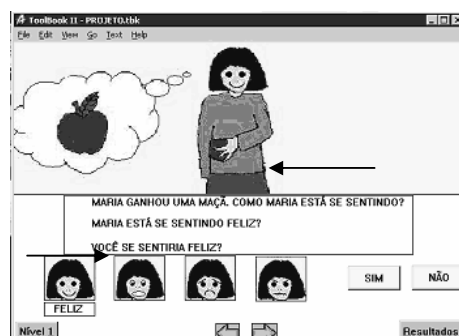 ToolBook II - PROJETO.tbk
File Edit View Go Text Help
MARIA GANHOU UMA MAÇÃ. COMO MARIA ESTÁ SE SENTINDO?
MARIA ESTÁ SE SENTINDO FELIZ?
VOCÊ SE SENTIRIA FELIZ?
FELIZ
SIM NÃO
Nível 1 Resultados